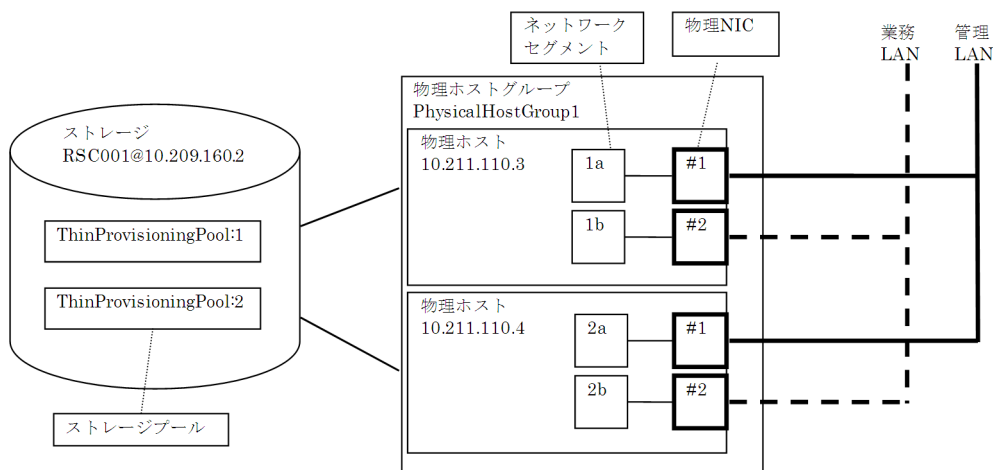 ネットワーク
セグメント
物理NIC
業務
LAN
管理
LAN
物理ホストグループ
PhysicalHostGroup1
ストレージ
RSC001@10.209.160.2
ThinProvisioningPool:1
ThinProvisioningPool:2
ストレージプール
物理ホスト
10.211.110.3
1a
#1
1b
#2
物理ホスト
10.211.110.4
2a
#1
2b
#2